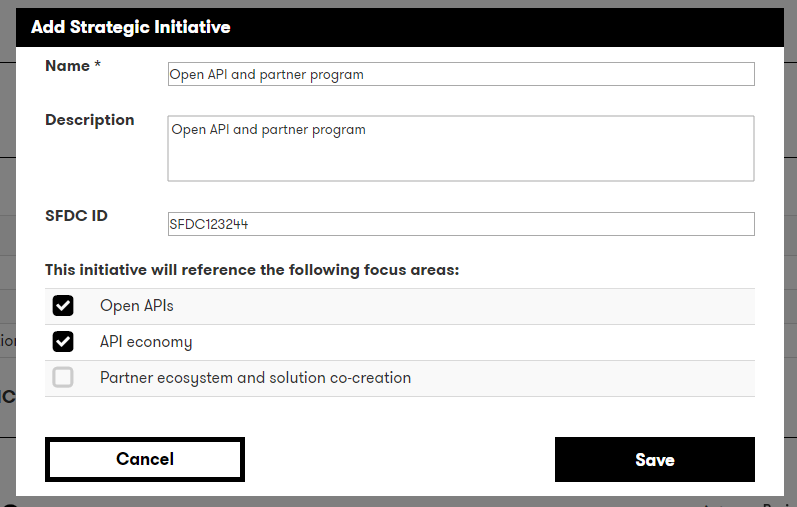 Add Strategic Initiative
Name *
Open API and partner program
Description
Open API and partner program
SFDC ID
SFDC123244
This initiative will reference the following focus areas:
Open APIs
API economy
Partner ecosystem and solution co-creation
Cancel
Save